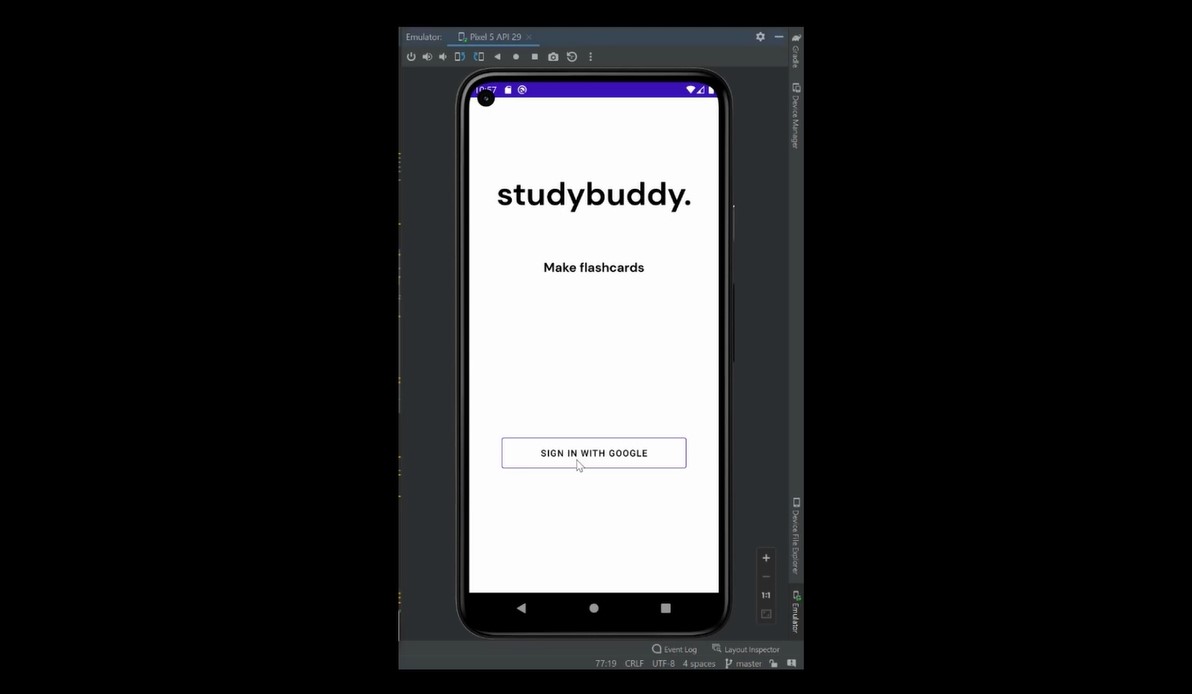 Emulator: Pixel 5 API 29
Gradle
Device Manager
10:57
studybuddy.
Make flashcards
SIGN IN WITH GOOGLE
Device File Explorer
1:1
Emulator
Event Log Layout Inspector
77:19 CRLF UTF-8 4 spaces master